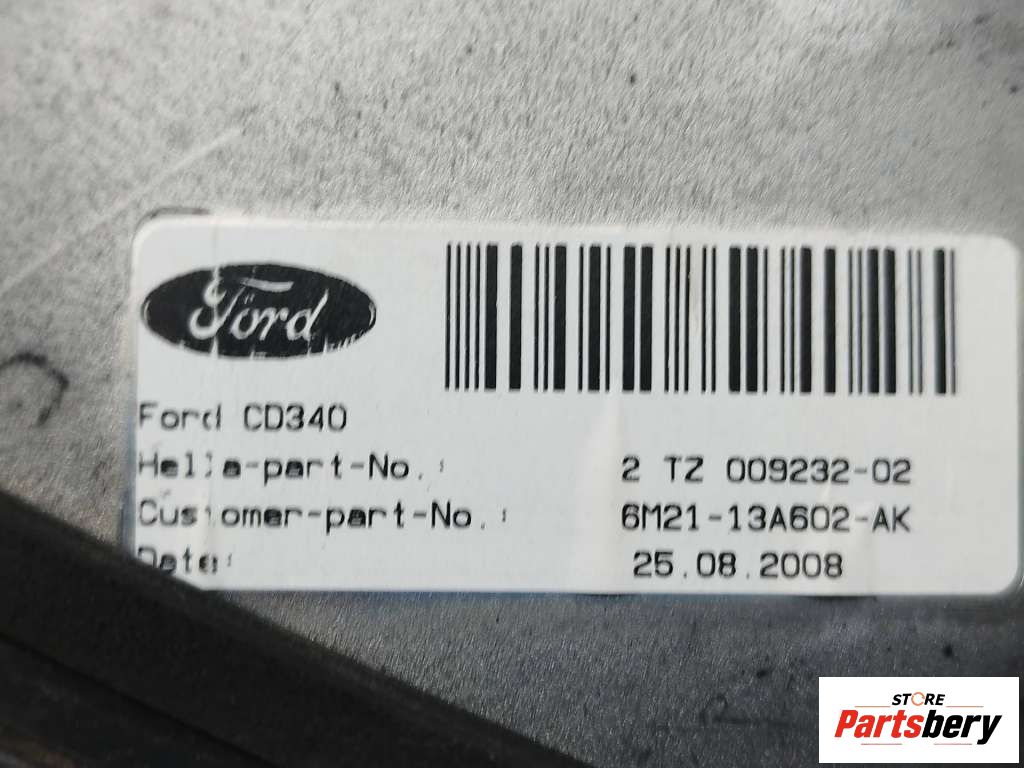 Ford
Ford CD340
Hella-part-No.: 2 TZ 009232-02
Customer-part-No.: 6M21-13A602-AK
Date: 25.08.2008
STORE
Partsbery